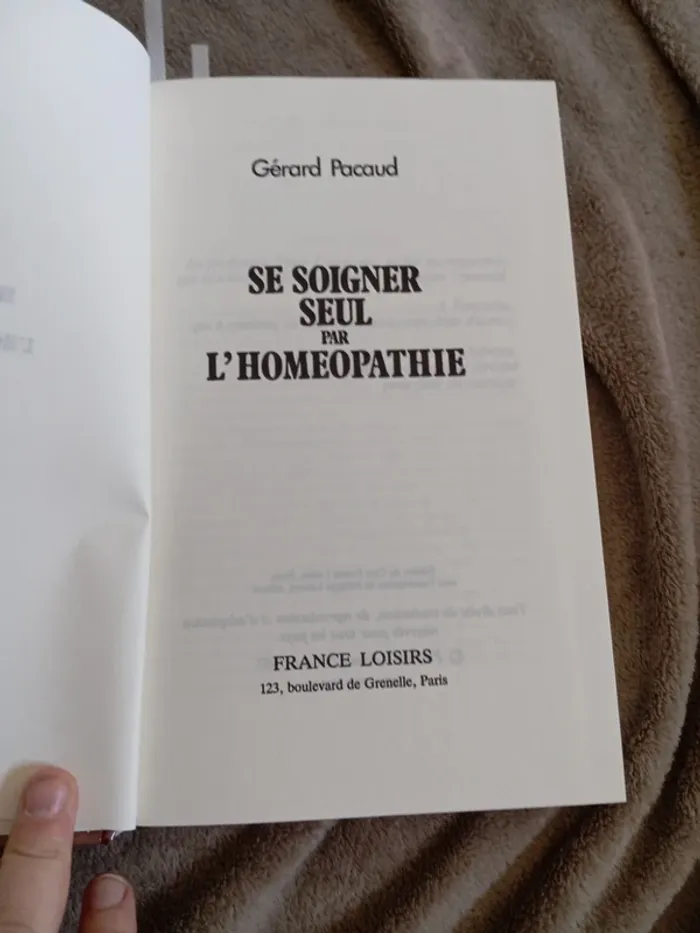 Gérard Pacaud
SE SOIGNER
SEUL
PAR
L'HOMEOPATHIE
FRANCE LOISIRS
123, boulevard de Grenelle, Paris